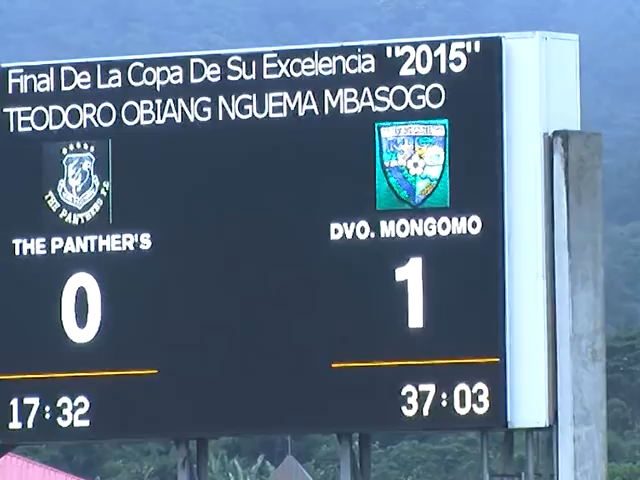 Final De La Copa De Su Excelencia "2015"
TEODORO OBIANG NGUEMA MBASOGO
THE PANTHERS F.C
THE PANTHER'S
DVO. MONGOMO
0
1
17:32
37:03